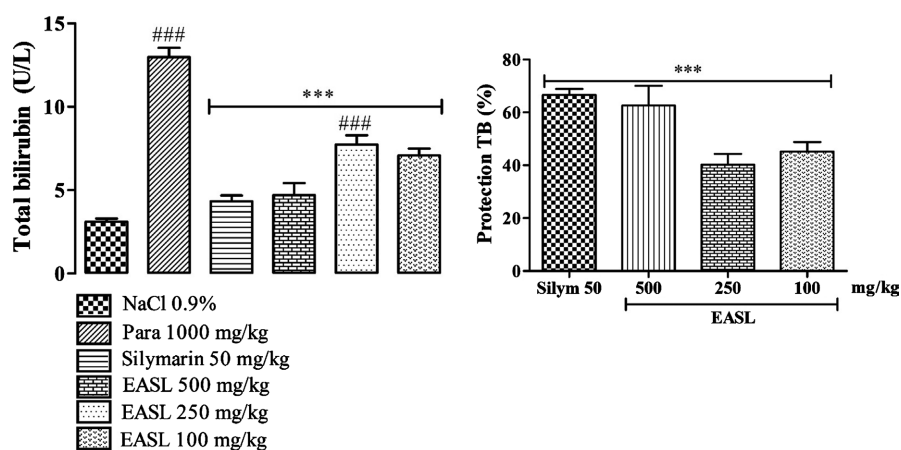 Total bilirubin (U/L)
15
10
5
0
###
***
###
NaCl 0.9%
Para 1000 mg/kg
Silymarin 50 mg/kg
EASL 500 mg/kg
EASL 250 mg/kg
EASL 100 mg/kg
Protection TB (%)
80
60
40
20
0
***
Silym 50 500 250 100 mg/kg
EASL